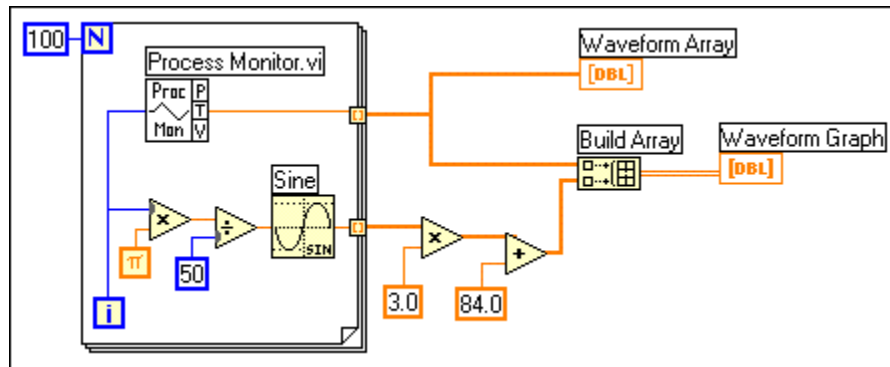 100
N
Waveform Array
[DBL]
Process Monitor.vi
Proc
Mon
P
T
V
Build Array
Waveform Graph
[DBL]
Sine
SIN
×
÷
π
50
i
×
+
3.0
84.0